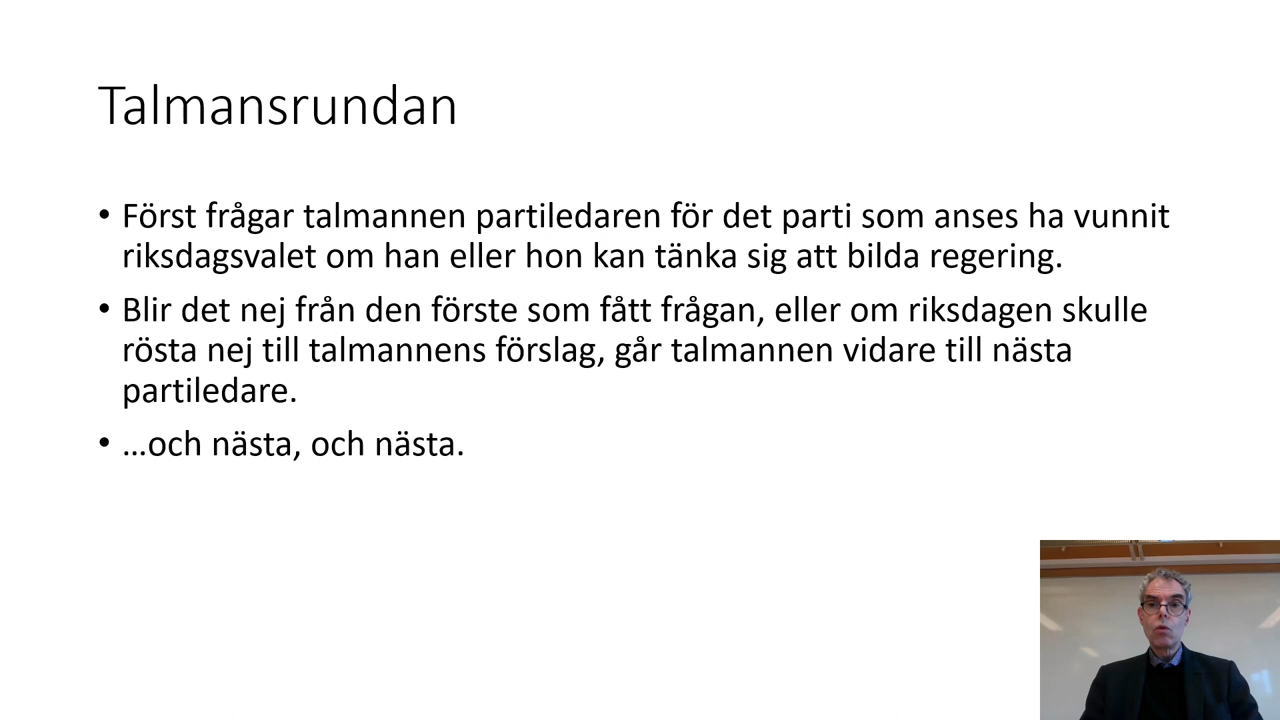 Talmansrundan
• Först frågar talmannen partiledaren för det parti som anses ha vunnit
riksdagsvalet om han eller hon kan tänka sig att bilda regering.
• Blir det nej från den förste som fått frågan, eller om riksdagen skulle
rösta nej till talmannens förslag, går talmannen vidare till nästa
partiledare.
• …och nästa, och nästa.